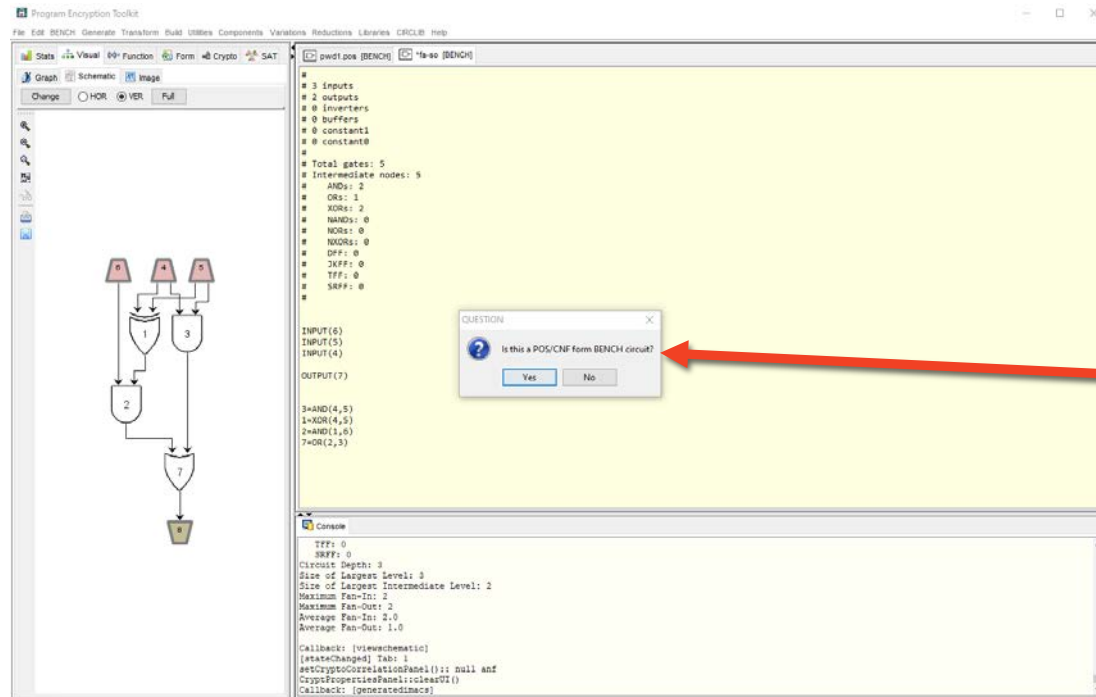 Program Encryption Toolkit
File Edit BENCH Generate Transform Build Utilities Components Variations Reductions Libraries CIRCLIB Help
Stats Visual Function Form Crypto SAT
Graph Schematic Image
Change HOR VER Full
6 4 5
1 3
2
7
8
pwd1.pos [BENCH] *fa-so [BENCH]
#
# 3 inputs
# 2 outputs
# 0 inverters
# 0 buffers
# 0 constant1
# 0 constant0
#
# Total gates: 5
# Intermediate nodes: 5
# ANDs: 2
# ORs: 1
# XORs: 2
# NANDs: 0
# NORs: 0
# NXORs: 0
# DFF: 0
# JKFF: 0
# TFF: 0
# SRFF: 0
#
INPUT(6)
INPUT(5)
INPUT(4)
OUTPUT(7)
3=AND(4,5)
1=XOR(4,5)
2=AND(1,6)
7=OR(2,3)
QUESTION
Is this a POS/CNF form BENCH circuit?
Yes No
Console
TFF: 0
SRFF: 0
Circuit Depth: 3
Size of Largest Level: 3
Size of Largest Intermediate Level: 2
Maximum Fan-In: 2
Maximum Fan-Out: 2
Average Fan-In: 2.0
Average Fan-Out: 1.0
Callback: [viewschematic]
[stateChanged] Tab: 1
setCryptoCorrelationPanel():: null anf
CryptPropertiesPanel::clearUI()
Callback: [generatedimacs]